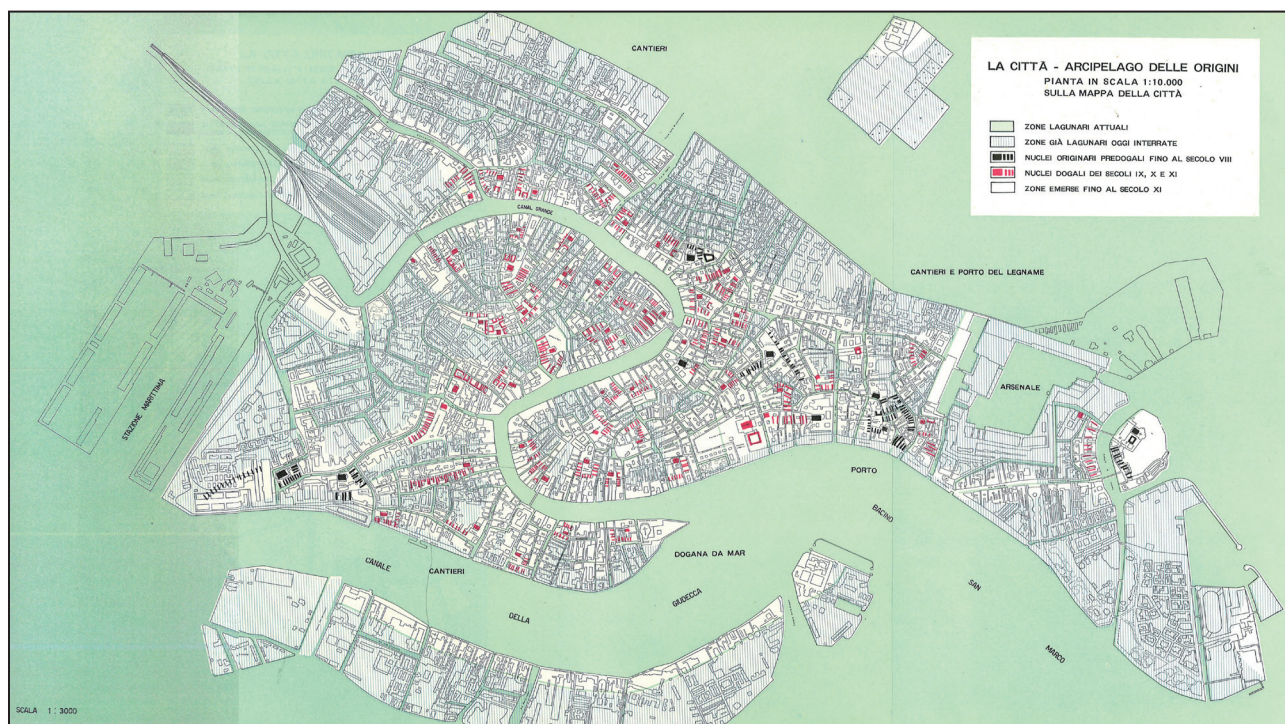 CANTIERI
LA CITTÀ - ARCIPELAGO DELLE ORIGINI
PIANTA IN SCALA 1:10.000
SULLA MAPPA DELLA CITTÀ
ZONE LAGUNARI ATTUALI
ZONE GIÀ LAGUNARI OGGI INTERRATE
NUCLEI ORIGINARI PREDOGALI FINO AL SECOLO VIII
NUCLEI DOGALI DEI SECOLI IX, X E XI
ZONE EMERSE FINO AL SECOLO XI
CANAL GRANDE
CANTIERI E PORTO DEL LEGNAME
STAZIONE MARITTIMA
ARSENALE
PORTO
BACINO
SAN
MARCO
DOGANA DA MAR
CANALE
CANTIERI
DELLA
GIUDECCA
SCALA 1 : 3000